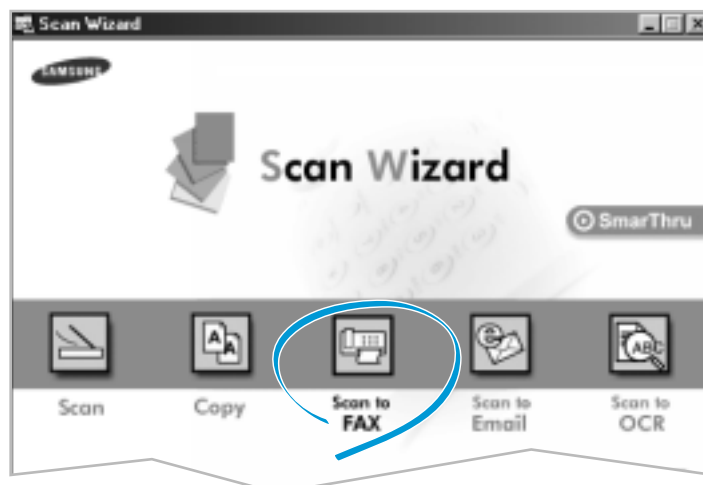 Scan Wizard
SAMSUNG
Scan Wizard
SmarThru
Scan
Copy
Scan to
FAX
Scan to
Email
Scan to
OCR